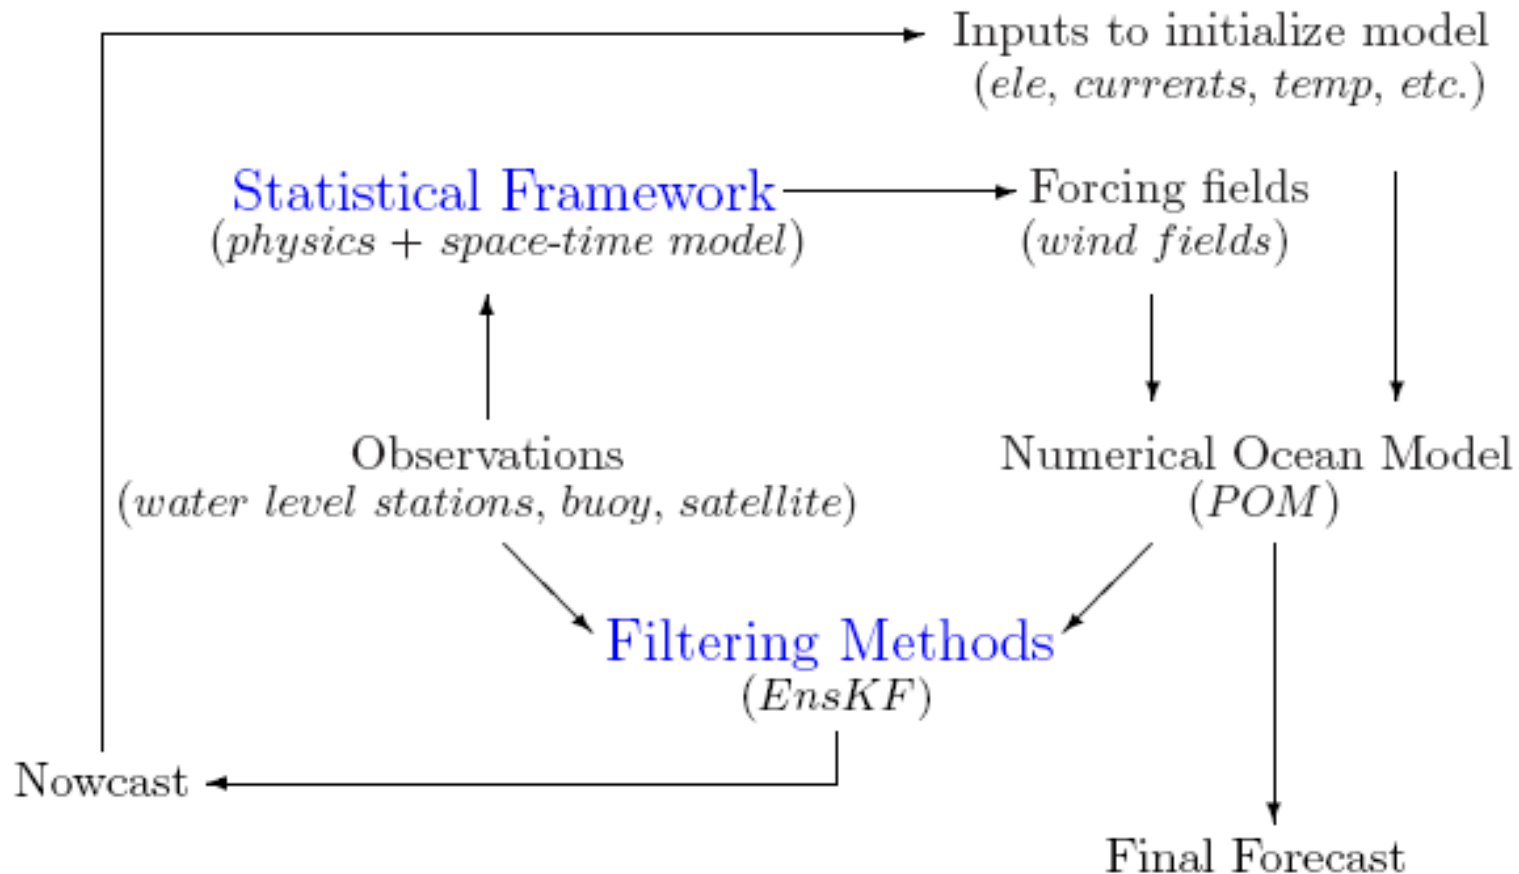 Inputs to initialize model
(ele, currents, temp, etc.)
Statistical Framework
(physics + space-time model)
Forcing fields
(wind fields)
Observations
(water level stations, buoy, satellite)
Numerical Ocean Model
(POM)
Filtering Methods
(EnsKF)
Nowcast
Final Forecast